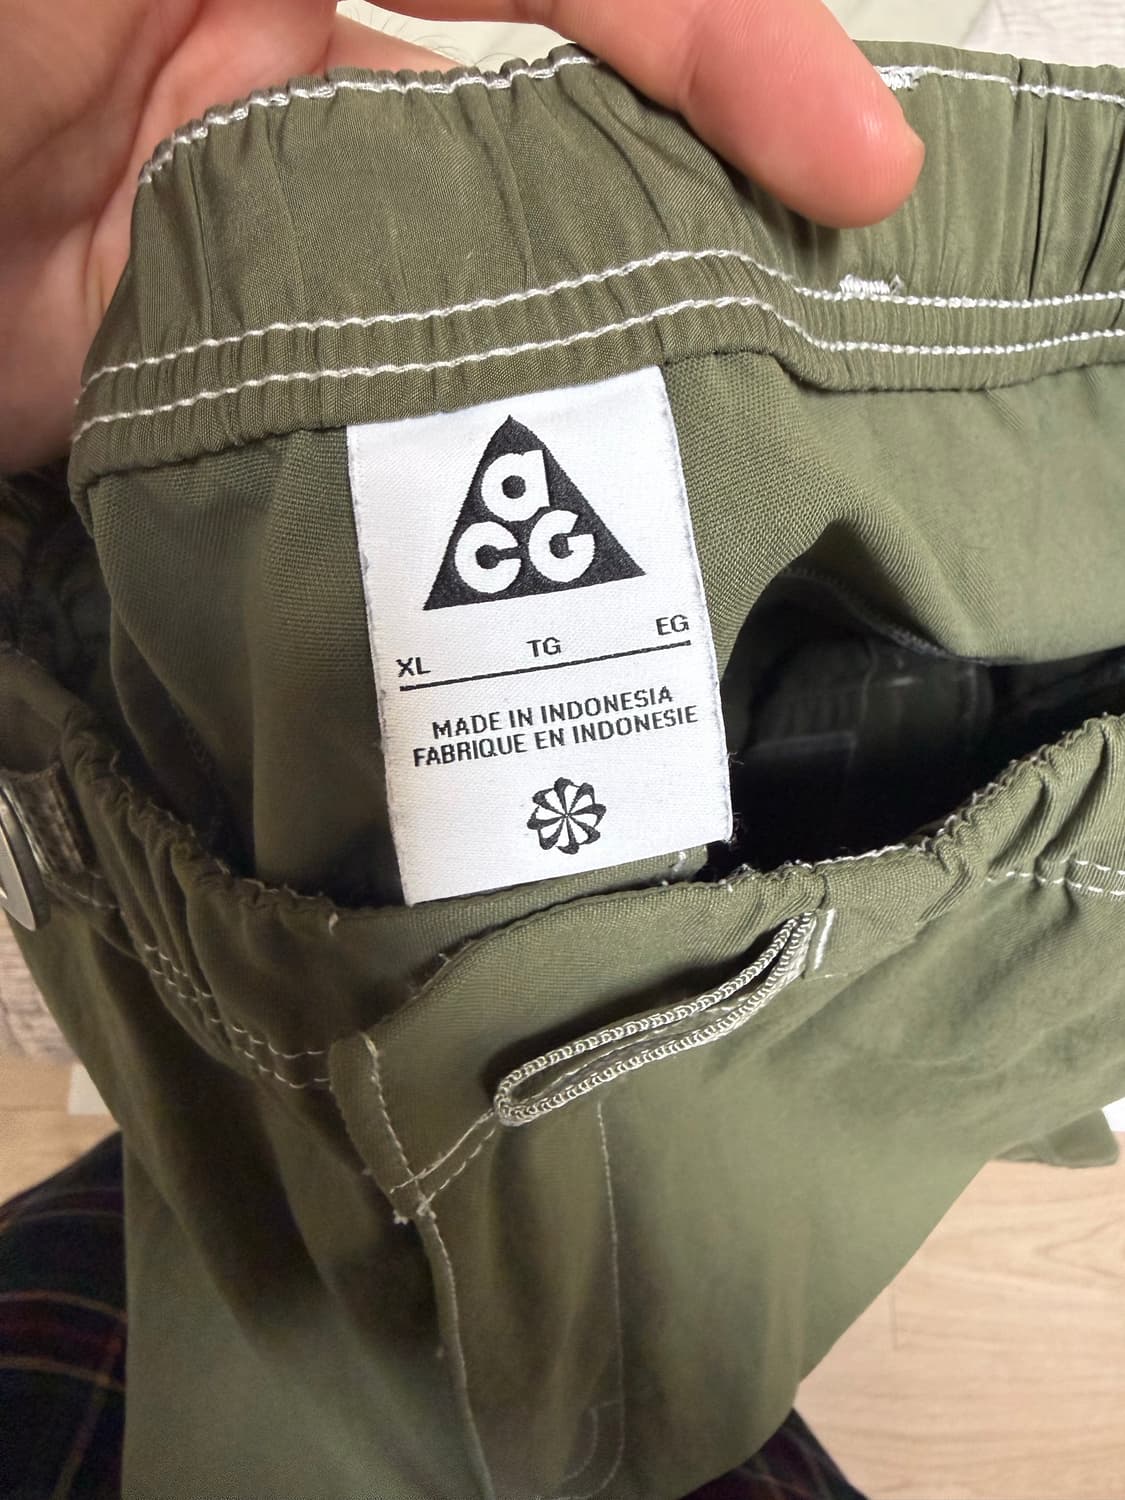 aCG
XL TG EG
MADE IN INDONESIA
FABRIQUE EN INDONESIE